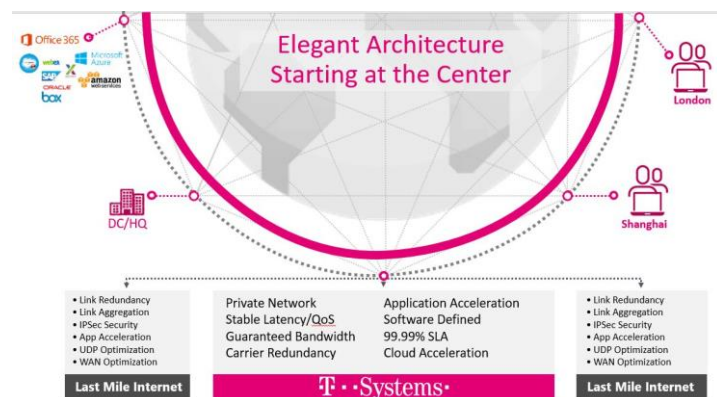 Elegant Architecture
Starting at the Center
Office 365
webex
Microsoft
Azure
SAP
X
amazon
webservices
ORACLE
box
London
DC/HQ
Shanghai
• Link Redundancy
• Link Aggregation
• IPSec Security
• App Acceleration
• UDP Optimization
• WAN Optimization
Last Mile Internet
Private Network
Stable Latency/QoS
Guaranteed Bandwidth
Carrier Redundancy
Application Acceleration
Software Defined
99.99% SLA
Cloud Acceleration
T · · Systems ·
• Link Redundancy
• Link Aggregation
• IPSec Security
• App Acceleration
• UDP Optimization
• WAN Optimization
Last Mile Internet